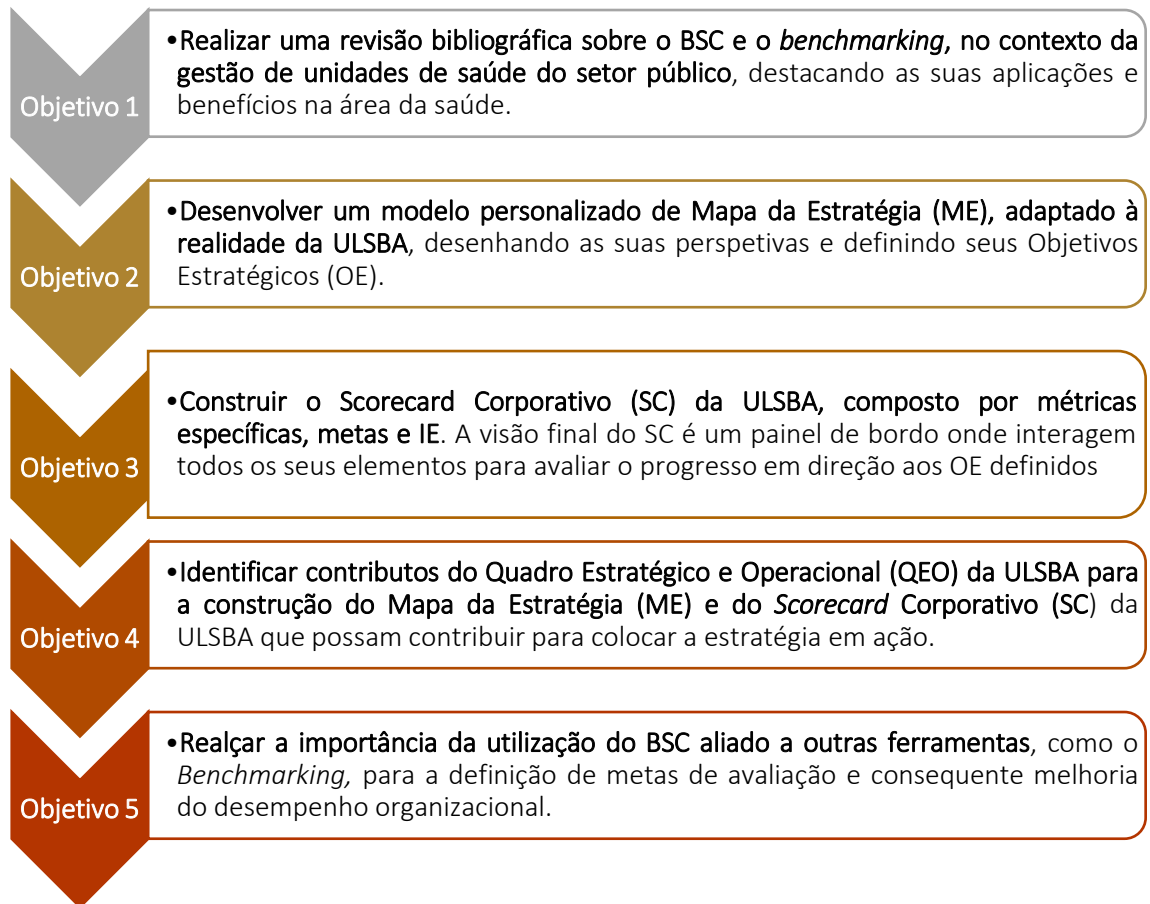 Objetivo 1
•Realizar uma revisão bibliográfica sobre o BSC e o benchmarking, no contexto da
gestão de unidades de saúde do setor público, destacando as suas aplicações e
benefícios na área da saúde.
Objetivo 2
•Desenvolver um modelo personalizado de Mapa da Estratégia (ME), adaptado à
realidade da ULSBA, desenhando as suas perspetivas e definindo seus Objetivos
Estratégicos (OE).
Objetivo 3
•Construir o Scorecard Corporativo (SC) da ULSBA, composto por métricas
específicas, metas e IE. A visão final do SC é um painel de bordo onde interagem
todos os seus elementos para avaliar o progresso em direção aos OE definidos
Objetivo 4
•Identificar contributos do Quadro Estratégico e Operacional (QEO) da ULSBA para
a construção do Mapa da Estratégia (ME) e do Scorecard Corporativo (SC) da
ULSBA que possam contribuir para colocar a estratégia em ação.
Objetivo 5
•Realçar a importância da utilização do BSC aliado a outras ferramentas, como o
Benchmarking, para a definição de metas de avaliação e consequente melhoria
do desempenho organizacional.